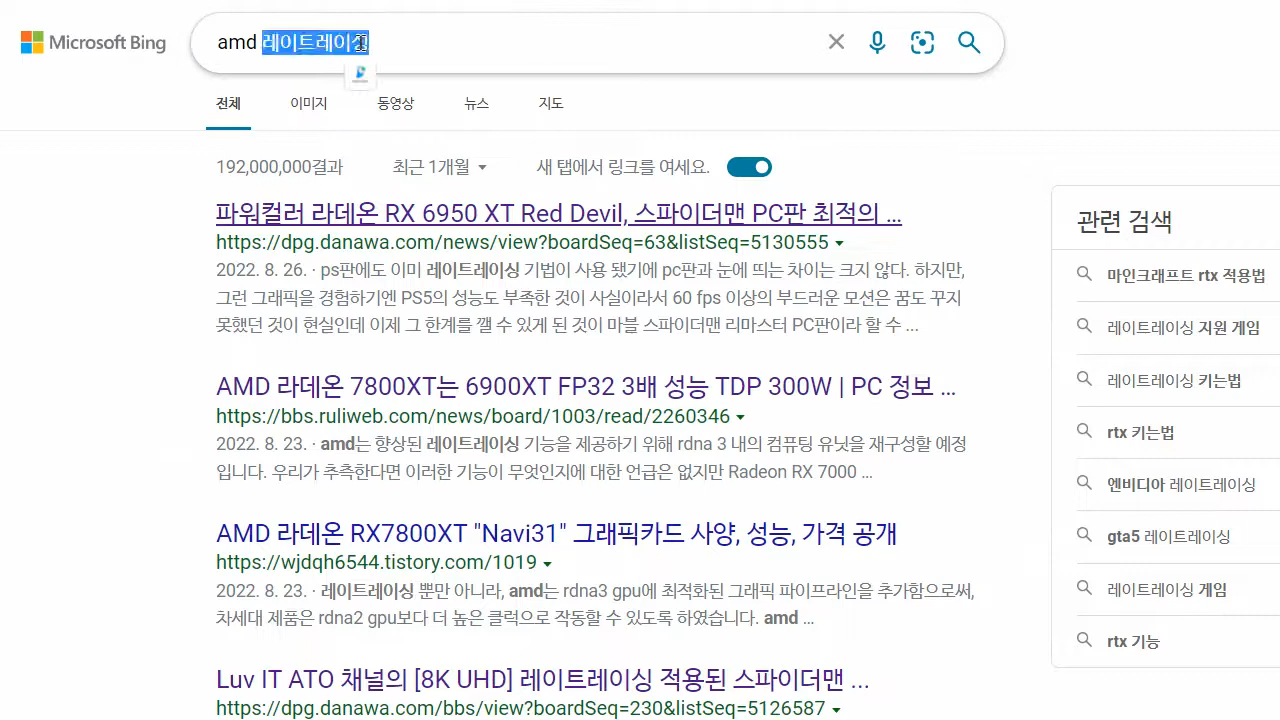 Microsoft Bing
amd 레이트레이싱
전체 이미지 동영상 뉴스 지도
192,000,000결과 최근 1개월 새 탭에서 링크를 여세요.
파워컬러 라데온 RX 6950 XT Red Devil, 스파이더맨 PC판 최적의 ...
https://dpg.danawa.com/news/view?boardSeq=63&listSeq=5130555
2022. 8. 26. · ps판에도 이미 레이트레이싱 기법이 사용 됐기에 pc판과 눈에 띄는 차이는 크지 않다. 하지만,
그런 그래픽을 경험하기엔 PS5의 성능도 부족한 것이 사실이라서 60 fps 이상의 부드러운 모션은 꿈도 꾸지
못했던 것이 현실인데 이제 그 한계를 깰 수 있게 된 것이 마블 스파이더맨 리마스터 PC판이라 할 수 ...
AMD 라데온 7800XT는 6900XT FP32 3배 성능 TDP 300W | PC 정보 ...
https://bbs.ruliweb.com/news/board/1003/read/2260346
2022. 8. 23. · amd는 향상된 레이트레이싱 기능을 제공하기 위해 rdna 3 내의 컴퓨팅 유닛을 재구성할 예정
입니다. 우리가 추측한다면 이러한 기능이 무엇인지에 대한 언급은 없지만 Radeon RX 7000 ...
AMD 라데온 RX7800XT "Navi31" 그래픽카드 사양, 성능, 가격 공개
https://wjdqh6544.tistory.com/1019
2022. 8. 23. · 레이트레이싱 뿐만 아니라, amd는 rdna3 gpu에 최적화된 그래픽 파이프라인을 추가함으로써,
차세대 제품은 rdna2 gpu보다 더 높은 클럭으로 작동할 수 있도록 하였습니다. amd ...
Luv IT ATO 채널의 [8K UHD] 레이트레이싱 적용된 스파이더맨 ...
https://dpg.danawa.com/bbs/view?boardSeq=230&listSeq=5126587
관련 검색
마인크래프트 rtx 적용법
레이트레이싱 지원 게임
레이트레이싱 키는법
rtx 키는법
엔비디아 레이트레이싱
gta5 레이트레이싱
레이트레이싱 게임
rtx 기능